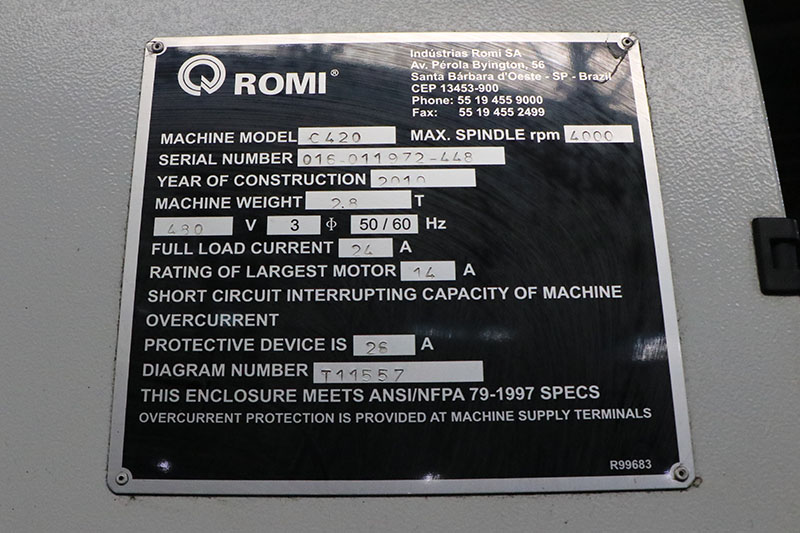 ROMI®
Indústrias Romi SA
Av. Pérola Byington, 56
Santa Bárbara d'Oeste - SP - Brazil
CEP 13453-900
Phone: 55 19 455 9000
Fax: 55 19 455 2499
MACHINE MODEL C420 MAX. SPINDLE rpm 4000
SERIAL NUMBER 016-011972-448
YEAR OF CONSTRUCTION 2010
MACHINE WEIGHT 2.8 T
480 V 3 Φ 50 / 60 Hz
FULL LOAD CURRENT 24 A
RATING OF LARGEST MOTOR 14 A
SHORT CIRCUIT INTERRUPTING CAPACITY OF MACHINE
OVERCURRENT
PROTECTIVE DEVICE IS 26 A
DIAGRAM NUMBER T11557
THIS ENCLOSURE MEETS ANSI/NFPA 79-1997 SPECS
OVERCURRENT PROTECTION IS PROVIDED AT MACHINE SUPPLY TERMINALS
R99683